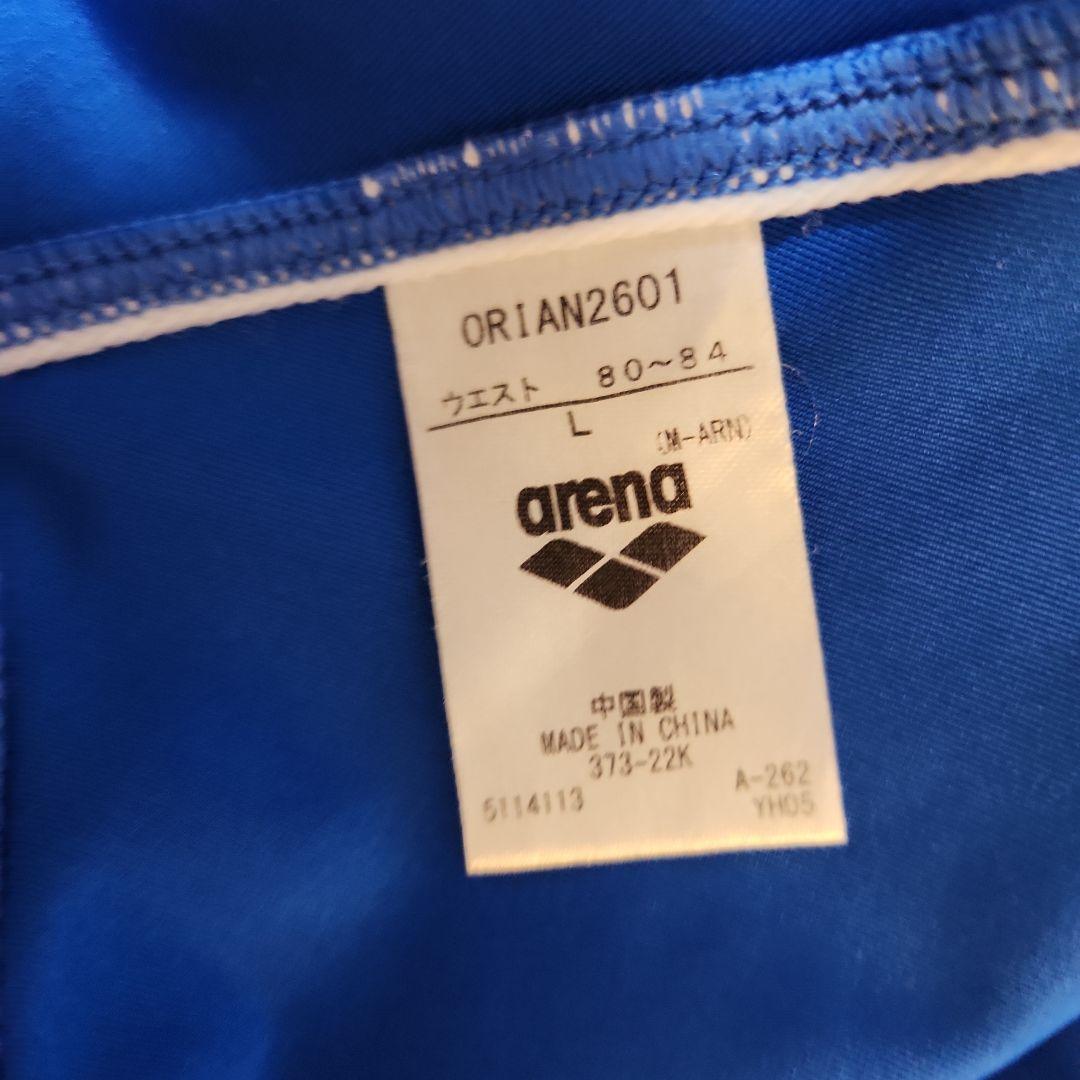 ORIAN2601
ウエスト 80～84
L
(M-ARN)
arena
中国製
MADE IN CHINA
373-22K
5114113
A-262
YH05